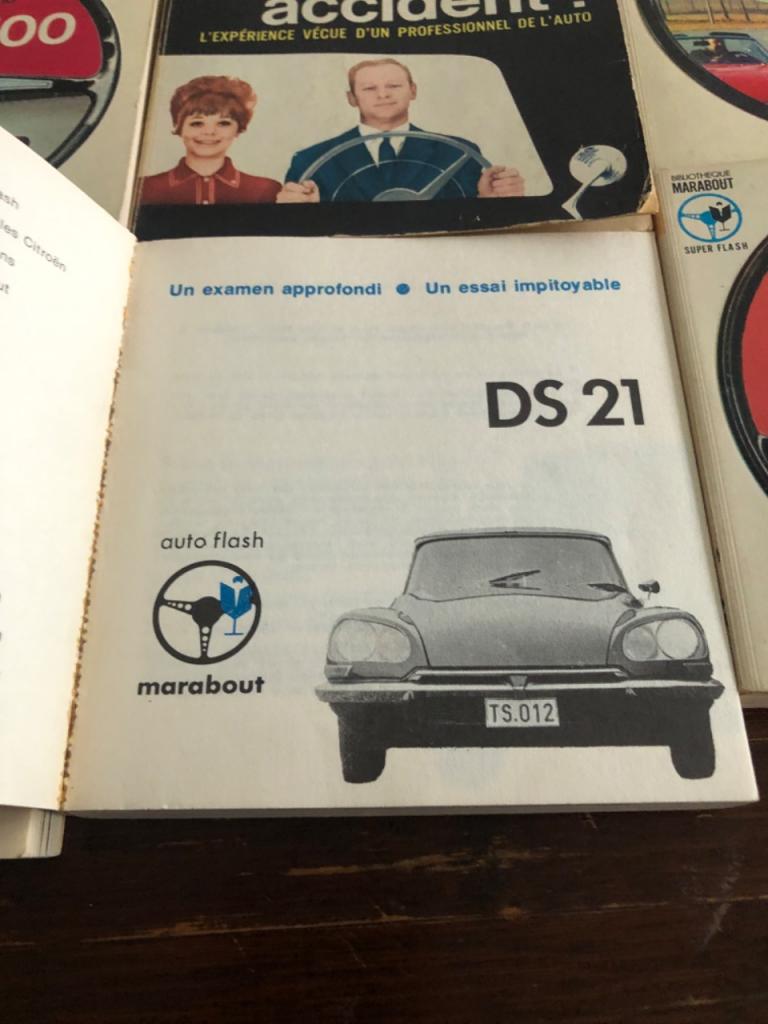 00
accident ?
L'EXPÉRIENCE VÉCUE D'UN PROFESSIONNEL DE L'AUTO
BIBLIOTHEQUE
MARABOUT
SUPER FLASH
les Citroën
Un examen approfondi ● Un essai impitoyable
DS 21
auto flash
marabout
TS.012